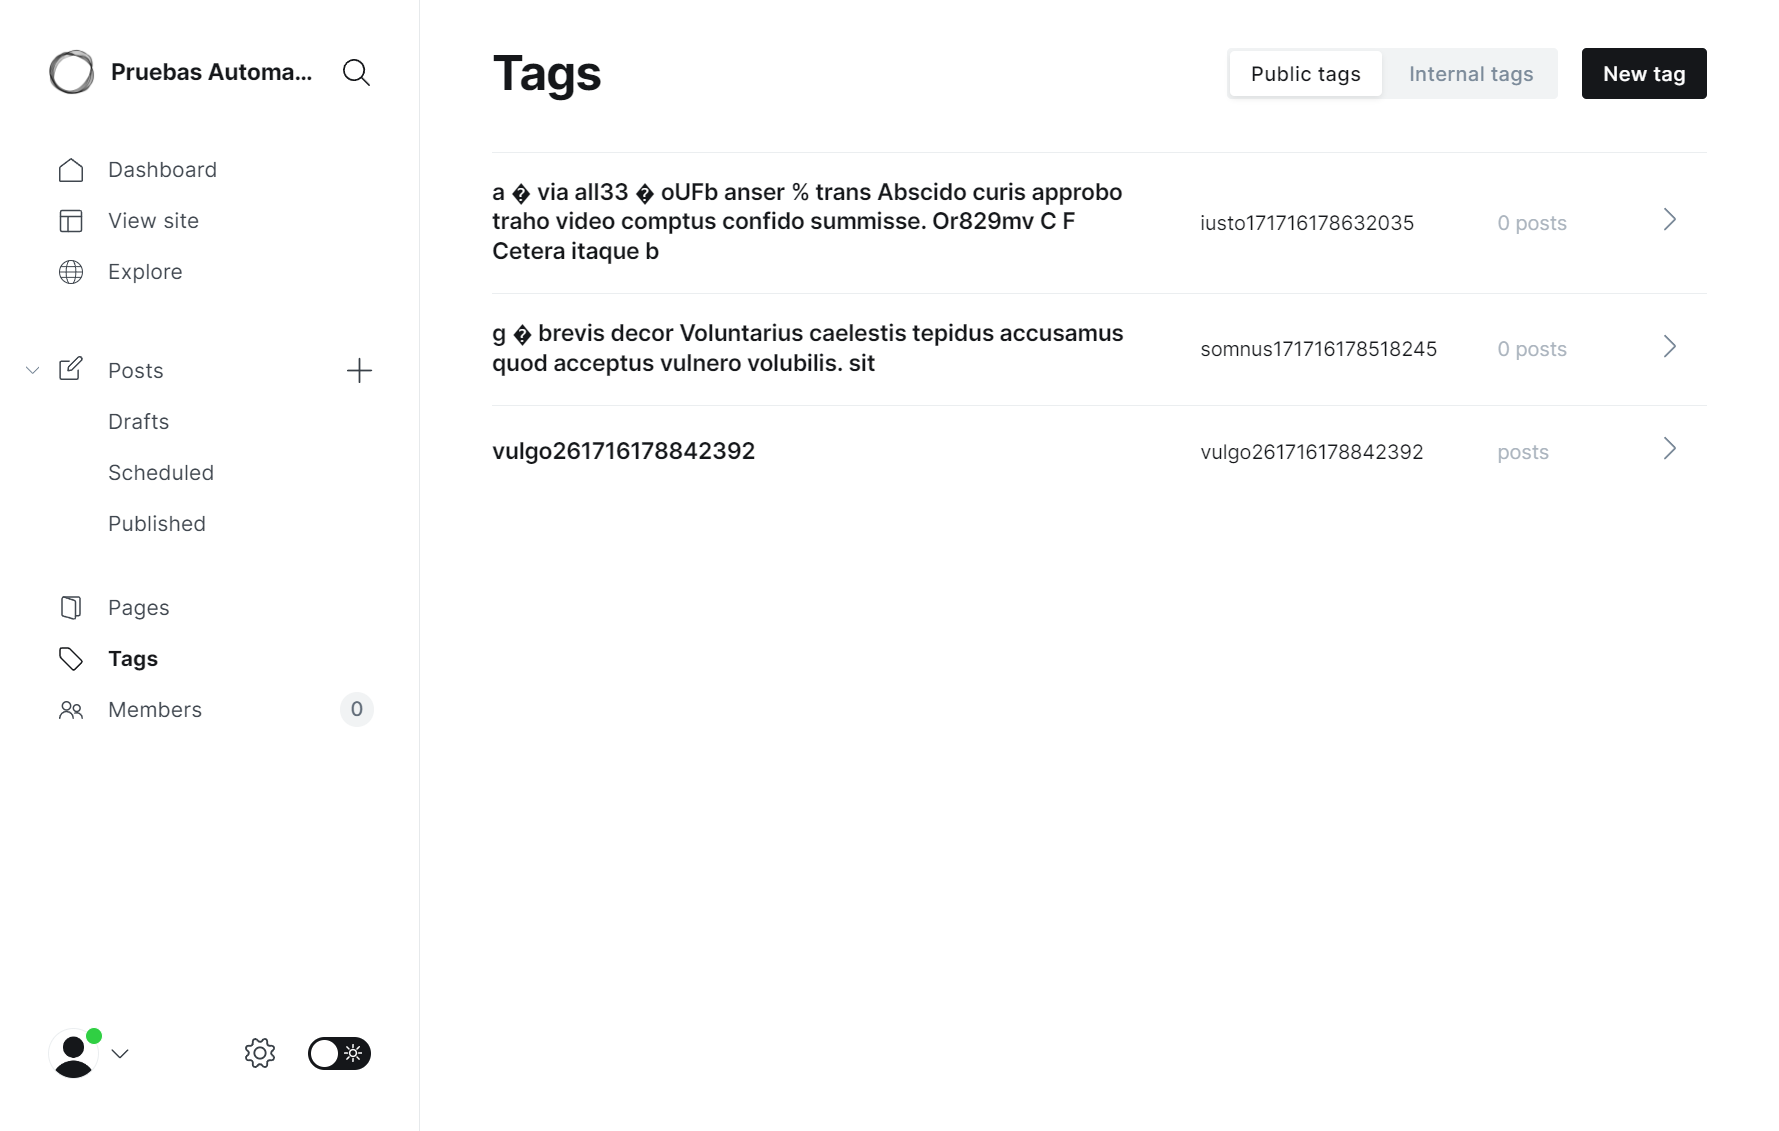 Pruebas Automa...
Dashboard
View site
Explore
Posts
Drafts
Scheduled
Published
Pages
Tags
Members
0
Tags
Public tags
Internal tags
New tag
a � via all33 � oUFb anser % trans Abscido curis approbo
traho video comptus confido summisse. Or829mv C F
Cetera itaque b
iusto171716178632035
0 posts
g � brevis decor Voluntarius caelestis tepidus accusamus
quod acceptus vulnero volubilis. sit
somnus171716178518245
0 posts
vulgo261716178842392
vulgo261716178842392
posts